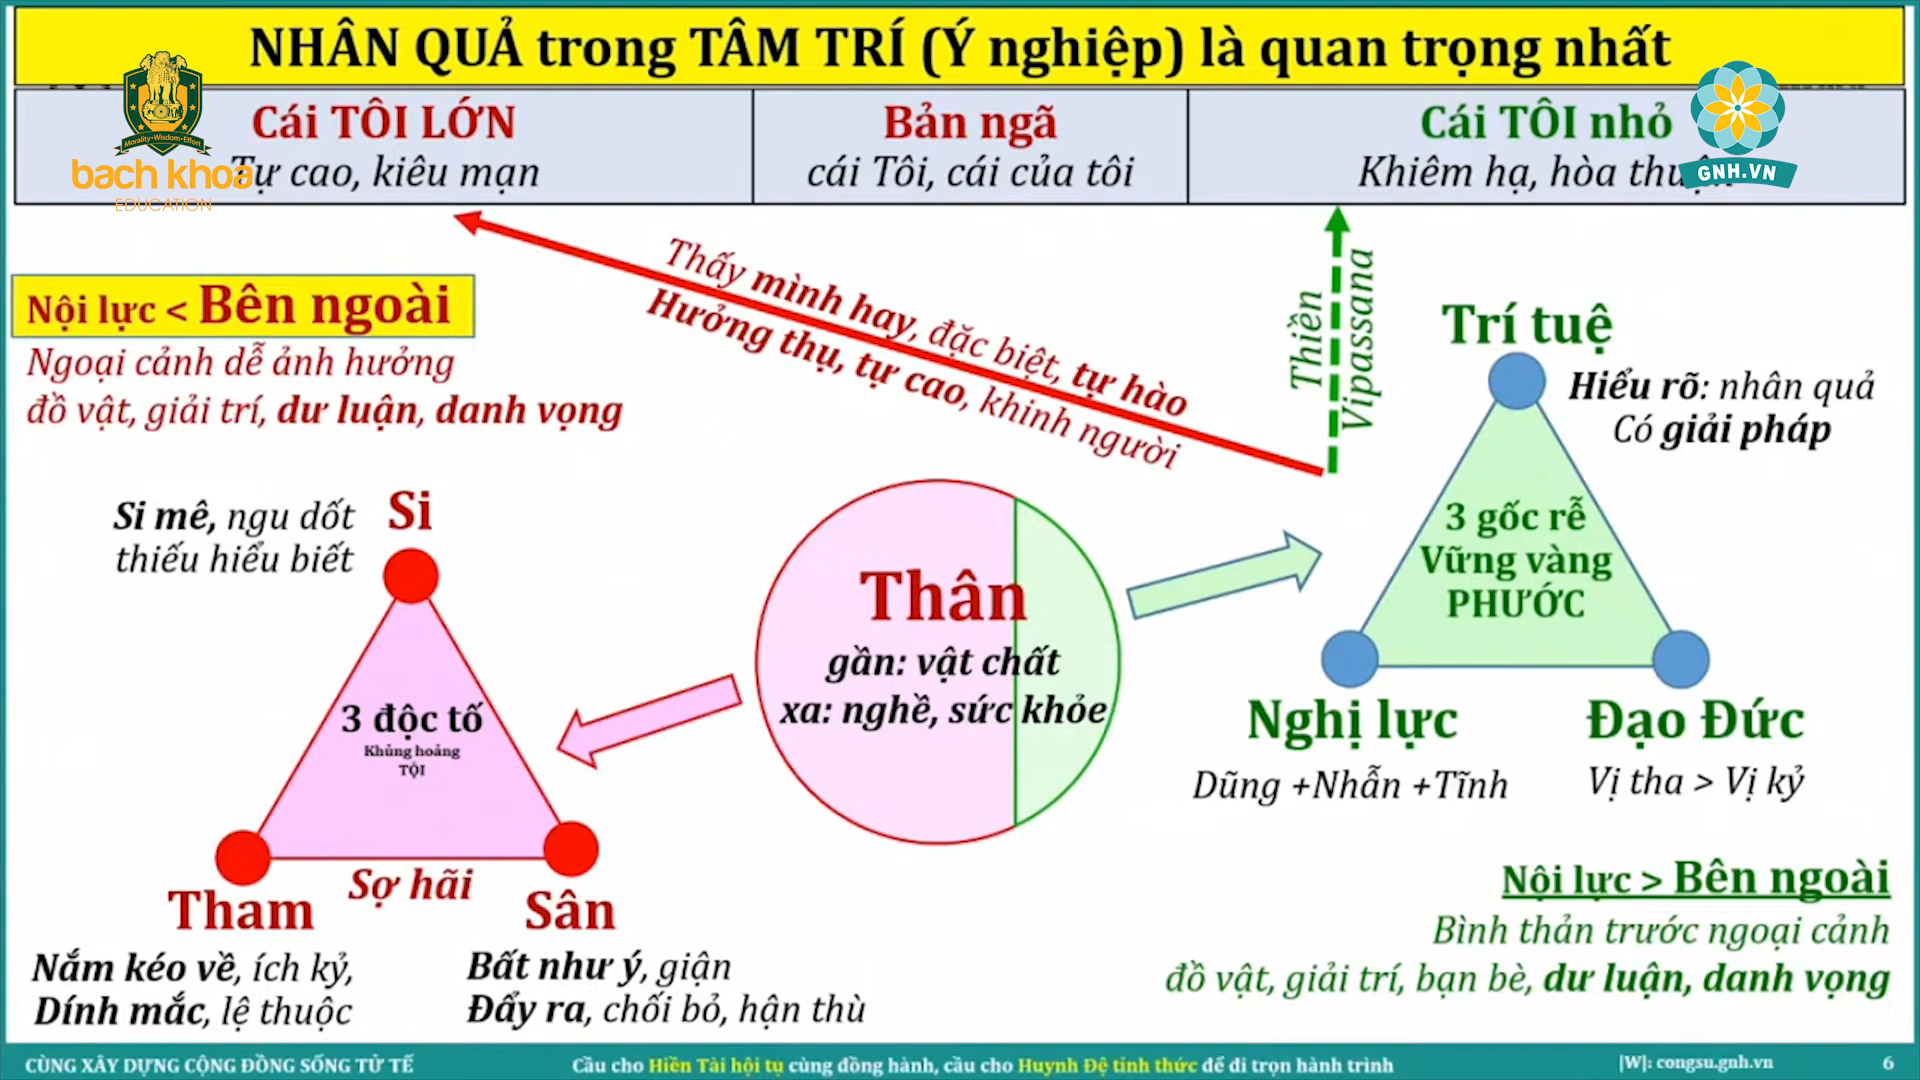 NHÂN QUẢ trong TÂM TRÍ (Ý nghiệp) là quan trọng nhất
Cái TÔI LỚN
Tự cao, kiêu mạn
Bản ngã
cái Tôi, cái của tôi
Cái TÔI nhỏ
Khiêm hạ, hòa
Morality•Wisdom•Effort
bach khoa
EDUCATION
GNH.VN
Nội lực < Bên ngoài
Ngoại cảnh dễ ảnh hưởng
đồ vật, giải trí, dư luận, danh vọng
Thấy mình hay, đặc biệt, tự hào
Hưởng thụ, tự cao, khinh người
Thiền
Vipassana
Trí tuệ
Hiểu rõ: nhân quả
Có giải pháp
3 gốc rễ
Vững vàng
PHƯỚC
Nghị lực
Dũng +Nhẫn +Tĩnh
Đạo Đức
Vị tha > Vị kỷ
Si
Si mê, ngu dốt
thiếu hiểu biết
3 độc tố
Khủng hoảng
TỘI
Thân
gần: vật chất
xa: nghề, sức khỏe
Tham
Sợ hãi
Sân
Nắm kéo về, ích kỷ,
Dính mắc, lệ thuộc
Bất như ý, giận
Đẩy ra, chối bỏ, hận thù
Nội lực > Bên ngoài
Bình thản trước ngoại cảnh
đồ vật, giải trí, bạn bè, dư luận, danh vọng
CÙNG XÂY DỰNG CỘNG ĐỒNG SỐNG TỬ TẾ
Cầu cho Hiền Tài hội tụ cùng đồng hành, cầu cho Huynh Đệ tỉnh thức để đi trọn hành trình
|W|: congsu.gnh.vn
6